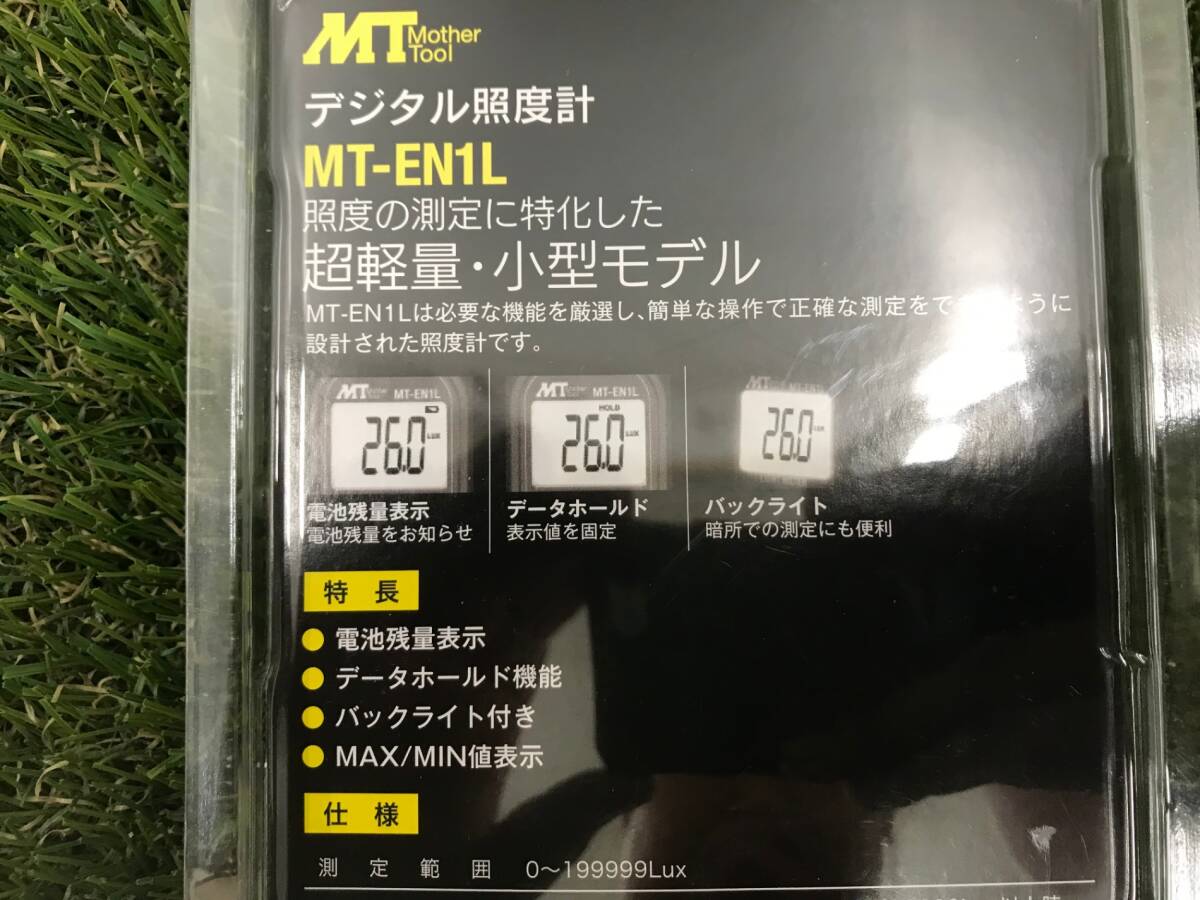 MT Mother Tool
デジタル照度計
MT-EN1L
照度の測定に特化した
超軽量・小型モデル
MT-EN1Lは必要な機能を厳選し、簡単な操作で正確な測定をで ように
設計された照度計です。
MT MT-EN1L
26.0 LUX
MT MT-EN1L
HOLD
26.0 LUX
MT-EN1L
26.0 LUX
電池残量表示
電池残量をお知らせ
データホールド
表示値を固定
バックライト
暗所での測定にも便利
特長
電池残量表示
データホールド機能
バックライト付き
MAX/MIN値表示
仕様
測定範囲 0〜199999Lux